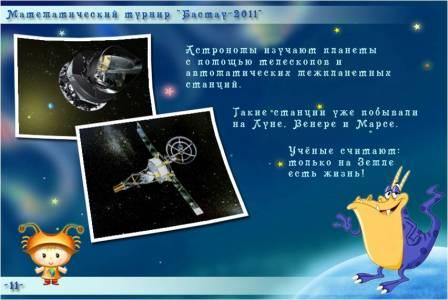 Математический турнир "Бастау-2011"
Астрономы изучают планеты
с помощью телескопов и
автоматических межпланетных
станций.
Такие станции уже побывали
на Луне, Венере и Марсе.
Учёные считают:
только на Земле
есть жизнь!
-11-